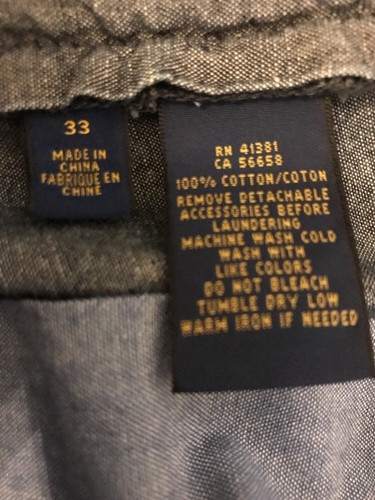 33
MADE IN
CHINA
FABRIQUE EN
CHINE
RN 41381
CA 56658
100% COTTON/COTON
REMOVE DETACHABLE
ACCESSORIES BEFORE
LAUNDERING
MACHINE WASH COLD
WASH WITH
LIKE COLORS
DO NOT BLEACH
TUMBLE DRY LOW
WARM IRON IF NEEDED